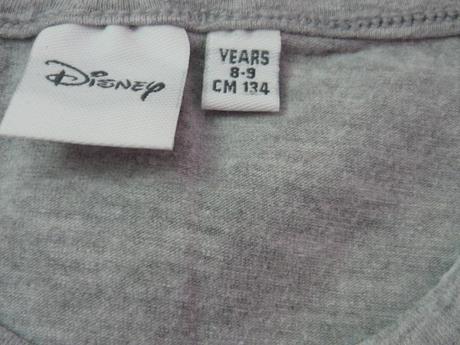 Disney
YEARS
8-9
CM 134